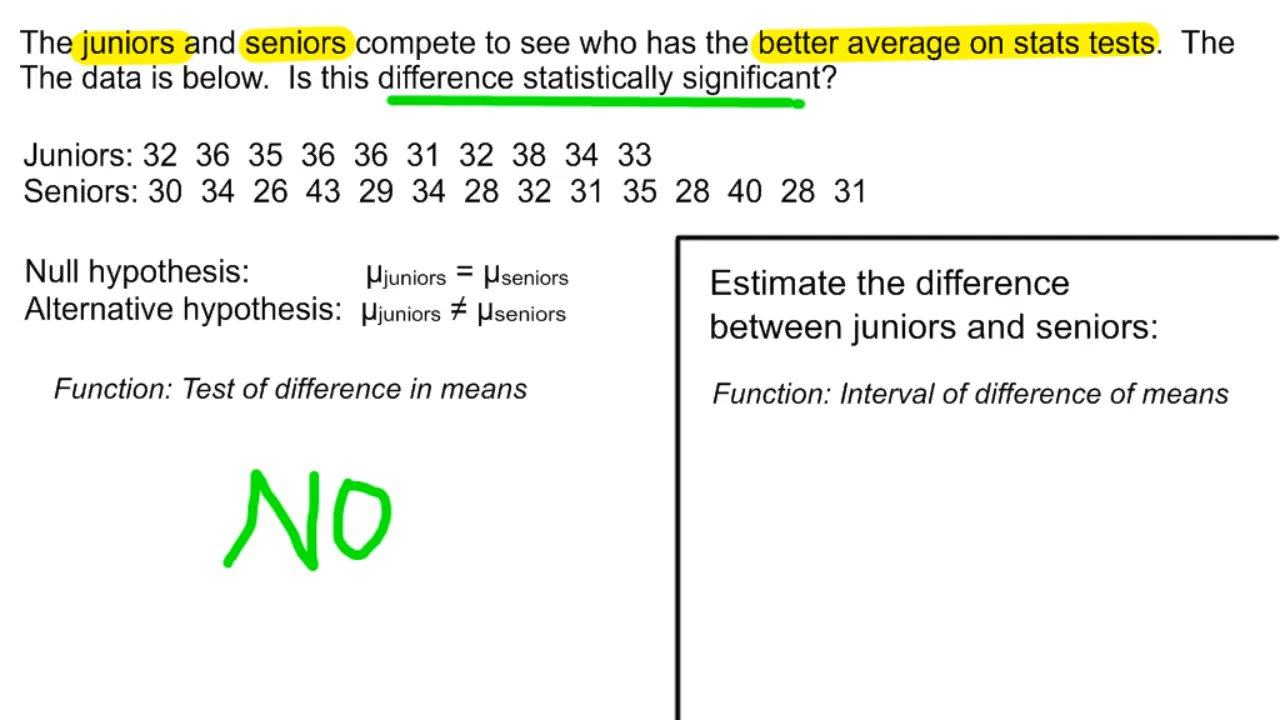 The juniors and seniors compete to see who has the better average on stats tests.  The
The data is below.  Is this difference statistically significant?
Juniors: 32  36  35  36  36  31  32  38  34  33
Seniors: 30  34  26  43  29  34  28  32  31  35  28  40  28  31
Null hypothesis: μjuniors = μseniors
Alternative hypothesis: μjuniors ≠ μseniors
Function: Test of difference in means
NO
Estimate the difference
between juniors and seniors:
Function: Interval of difference of means